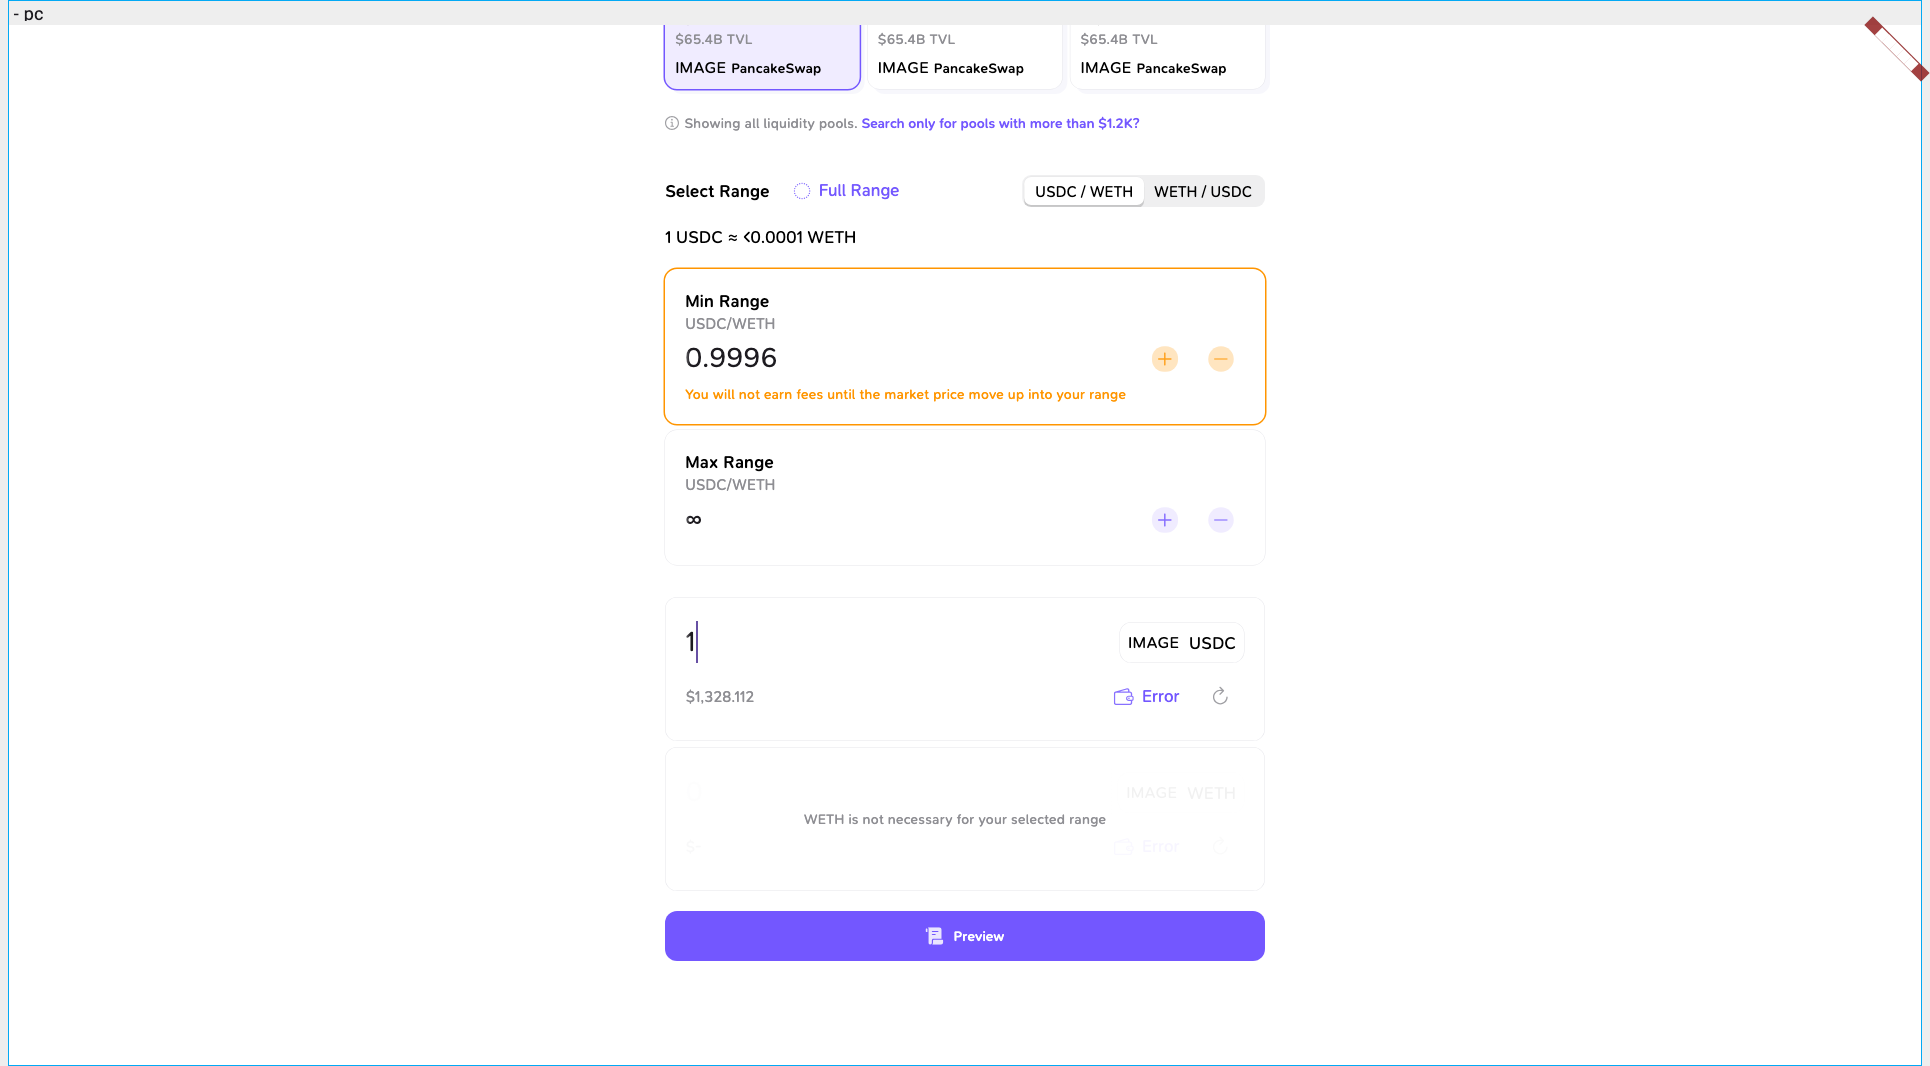 - pc
$65.4B TVL
IMAGE PancakeSwap
$65.4B TVL
IMAGE PancakeSwap
$65.4B TVL
IMAGE PancakeSwap
Showing all liquidity pools. Search only for pools with more than $1.2K?
Select Range
Full Range
USDC / WETH
WETH / USDC
1 USDC ≈ <0.0001 WETH
Min Range
USDC/WETH
0.9996
You will not earn fees until the market price move up into your range
Max Range
USDC/WETH
∞
1
IMAGE USDC
$1,328.112
Error
IMAGE WETH
WETH is not necessary for your selected range
$-
Error
Preview